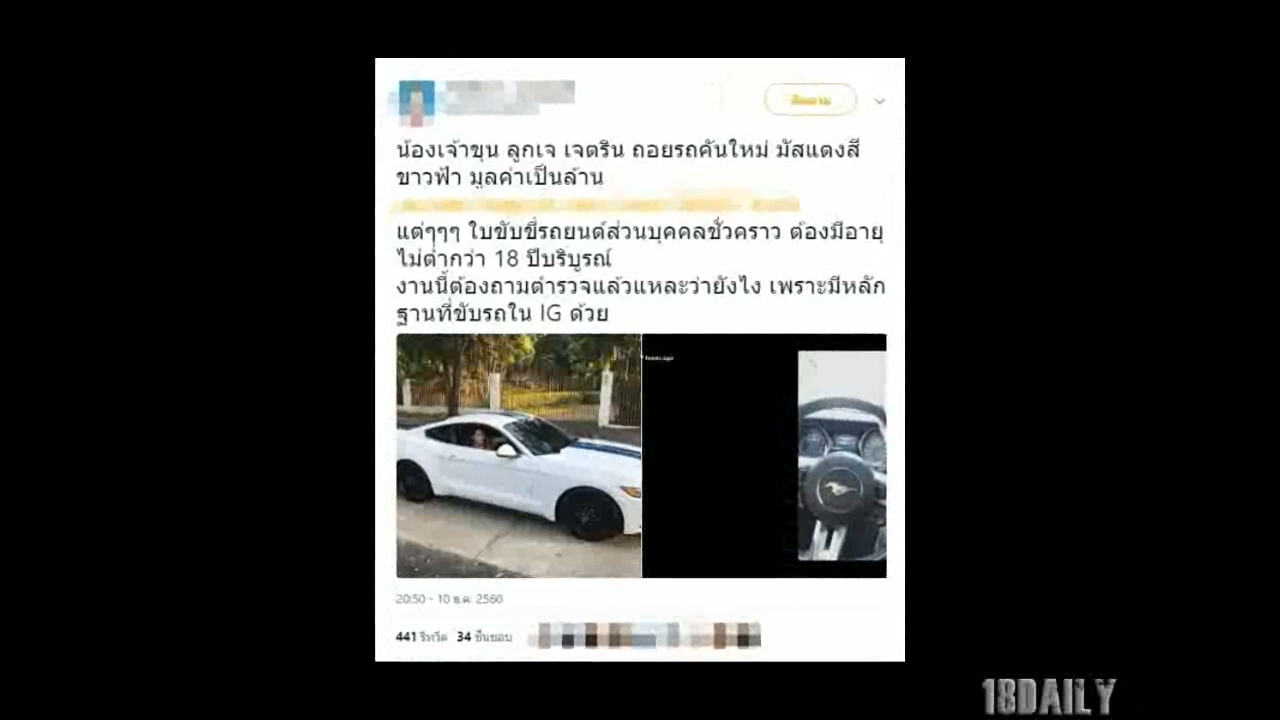 น้องเจ้าขุน ลูกเจ เจตริน ถอยรถคันใหม่ มัสแตงสี
ขาวฟ้า มูลค่าเป็นล้าน
แต่ๆๆๆ ใบขับขี่รถยนต์ส่วนบุคคลชั่วคราว ต้องมีอายุ
ไม่ต่ำกว่า 18 ปีบริบูรณ์
งานนี้ต้องถามตำรวจแล้วแหละว่ายังไง เพราะมีหลัก
ฐานที่ขับรถใน IG ด้วย
20:50 - 10 ธ.ค. 2560
441 รีทวีต 34 ชื่นชอบ
18DAILY